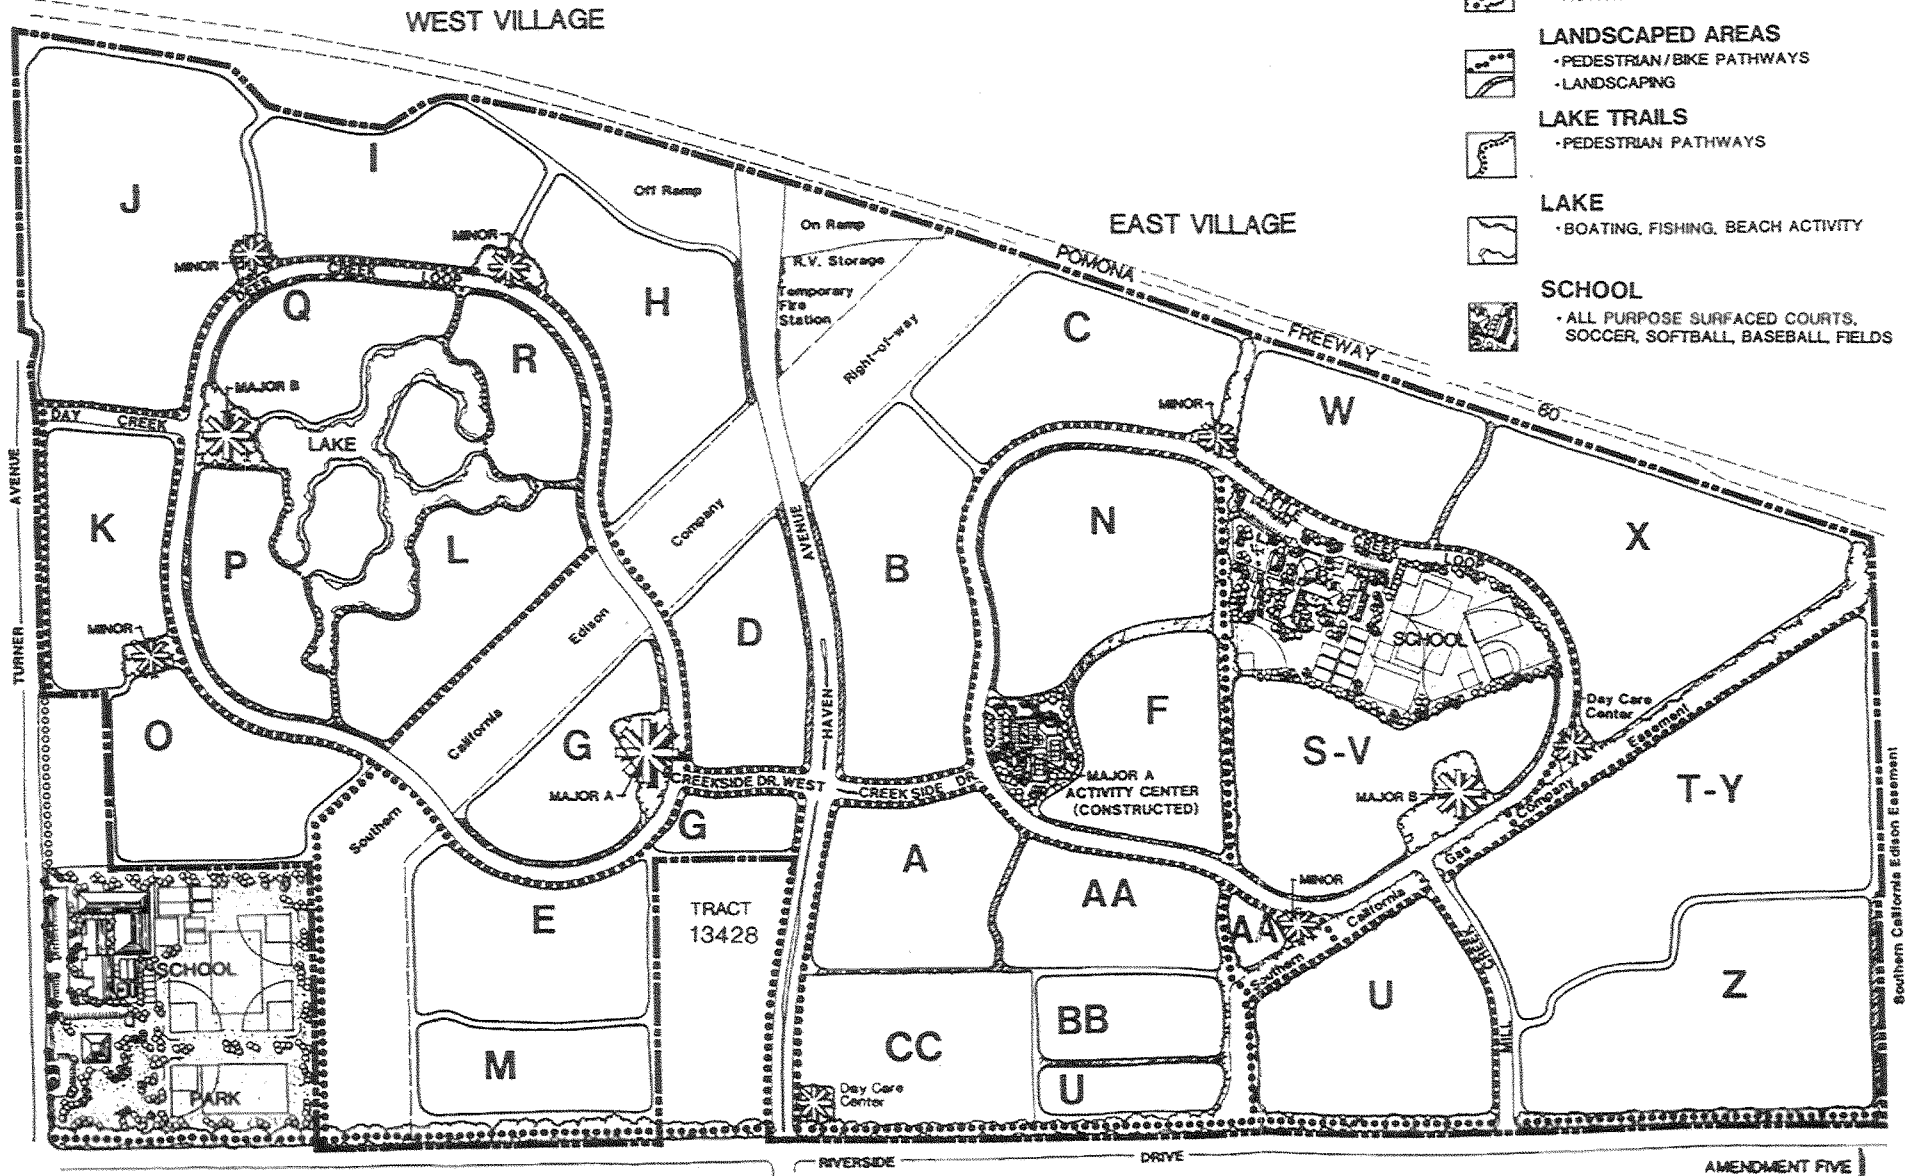 WEST VILLAGE
LANDSCAPED AREAS
•PEDESTRIAN/BIKE PATHWAYS
•LANDSCAPING
LAKE TRAILS
•PEDESTRIAN PATHWAYS
LAKE
•BOATING, FISHING, BEACH ACTIVITY
SCHOOL
•ALL PURPOSE SURFACED COURTS,
SOCCER, SOFTBALL, BASEBALL, FIELDS
EAST VILLAGE
POMONA
FREEWAY
60
J
I
Off Ramp
On Ramp
R.V. Storage
Temporary
Fire
Station
MINOR
MINOR
DEER
CREEK
LOOP
Q
H
R
C
Right-of-way
MAJOR B
LAKE
DAY
CREEK
MINOR
W
TURNER
AVENUE
K
P
L
Company
Edison
California
Southern
AVENUE
HAVEN
D
B
N
LOOP
X
SCHOOL
MINOR
O
G
MAJOR A
G
CREEKSIDE DR. WEST
CREEKSIDE DR.
F
MAJOR A
ACTIVITY CENTER
(CONSTRUCTED)
S-V
MAJOR B
Day Care
Center
Easement
Company
Gas
California
Southern
T-Y
Southern California Edison Easement
A
AA
AA
MINOR
E
TRACT
13428
SCHOOL
PARK
M
CC
BB
U
U
CREEK
MILL
Z
Day Care
Center
RIVERSIDE
DRIVE
AMENDMENT FIVE